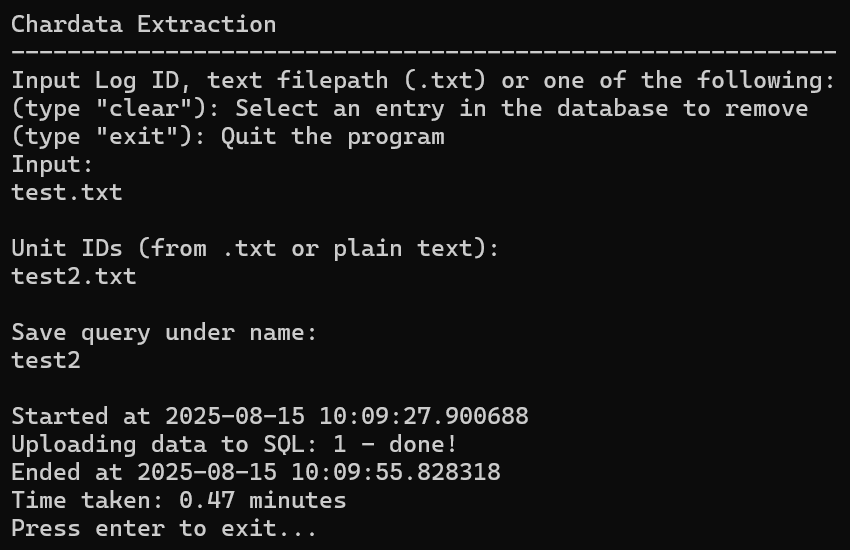 Chardata Extraction
-----------------------------------------------------------
Input Log ID, text filepath (.txt) or one of the following:
(type "clear"): Select an entry in the database to remove
(type "exit"): Quit the program
Input:
test.txt
Unit IDs (from .txt or plain text):
test2.txt
Save query under name:
test2
Started at 2025-08-15 10:09:27.900688
Uploading data to SQL: 1 - done!
Ended at 2025-08-15 10:09:55.828318
Time taken: 0.47 minutes
Press enter to exit...